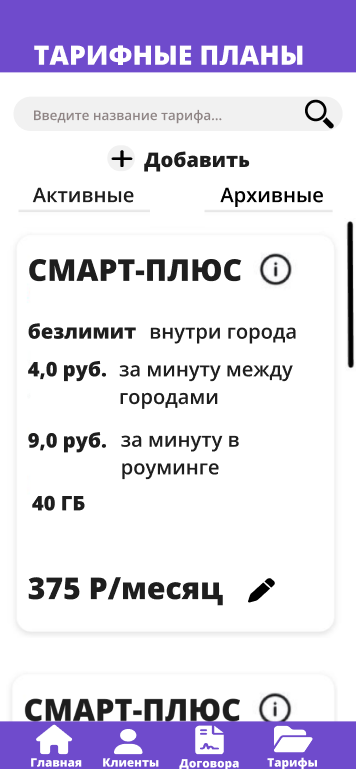 ТАРИФНЫЕ ПЛАНЫ
Введите название тарифа...
Добавить
Активные Архивные
СМАРТ-ПЛЮС
безлимит внутри города
4,0 руб. за минуту между
городами
9,0 руб. за минуту в
роуминге
40 ГБ
375 Р/месяц
СМАРТ-ПЛЮС
Главная Клиенты Договора Тарифы